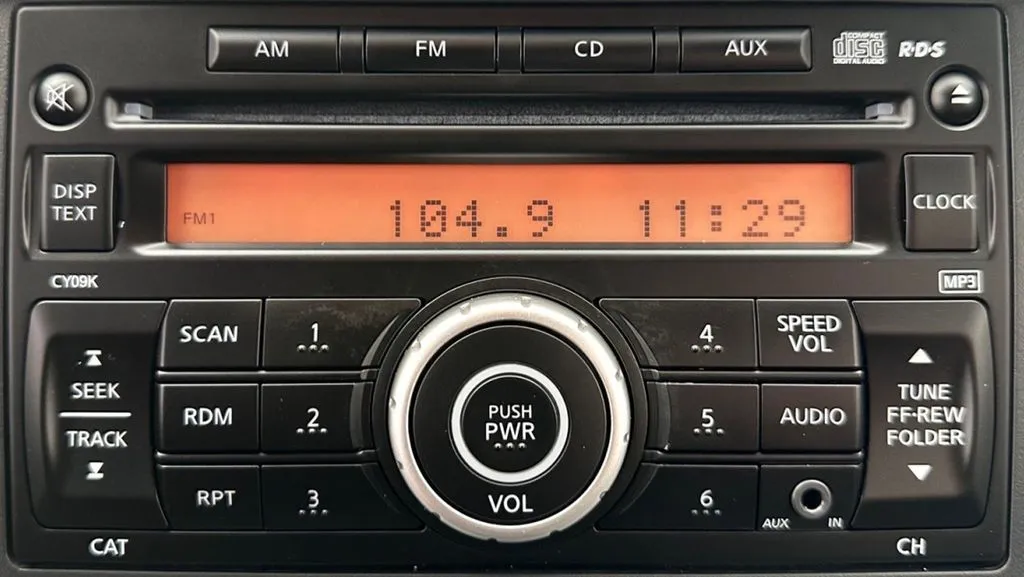 AM FM CD AUX
COMPACT
disc
DIGITAL AUDIO
R·D·S
DISP
TEXT
FM1 104.9 11:29
CLOCK
CY09K
MP3
SCAN 1
4 SPEED
VOL
SEEK
TRACK
RDM 2
PUSH
PWR
5 AUDIO
TUNE
FF·REW
FOLDER
RPT 3
VOL
6
AUX IN
CAT
CH